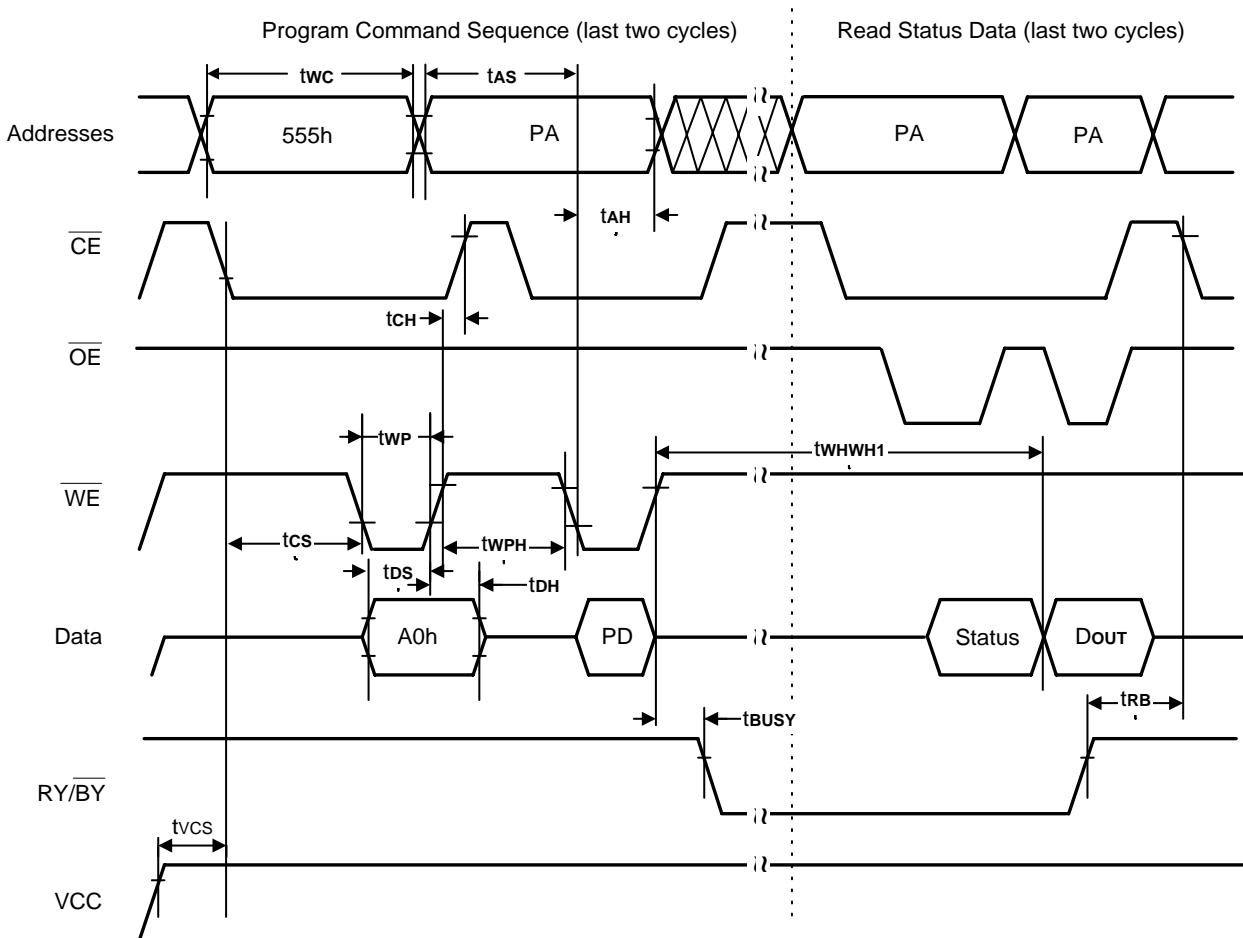 Program Command Sequence (last two cycles) Read Status Data (last two cycles)
tWC tAS
Addresses 555h PA PA PA
tAH
CE
tCH
OE
tWP tWHWH1
WE
tCS tWPH
tDS tDH
Data A0h PD Status DOUT
tRB
tBUSY
RY/BY
tVCS
VCC